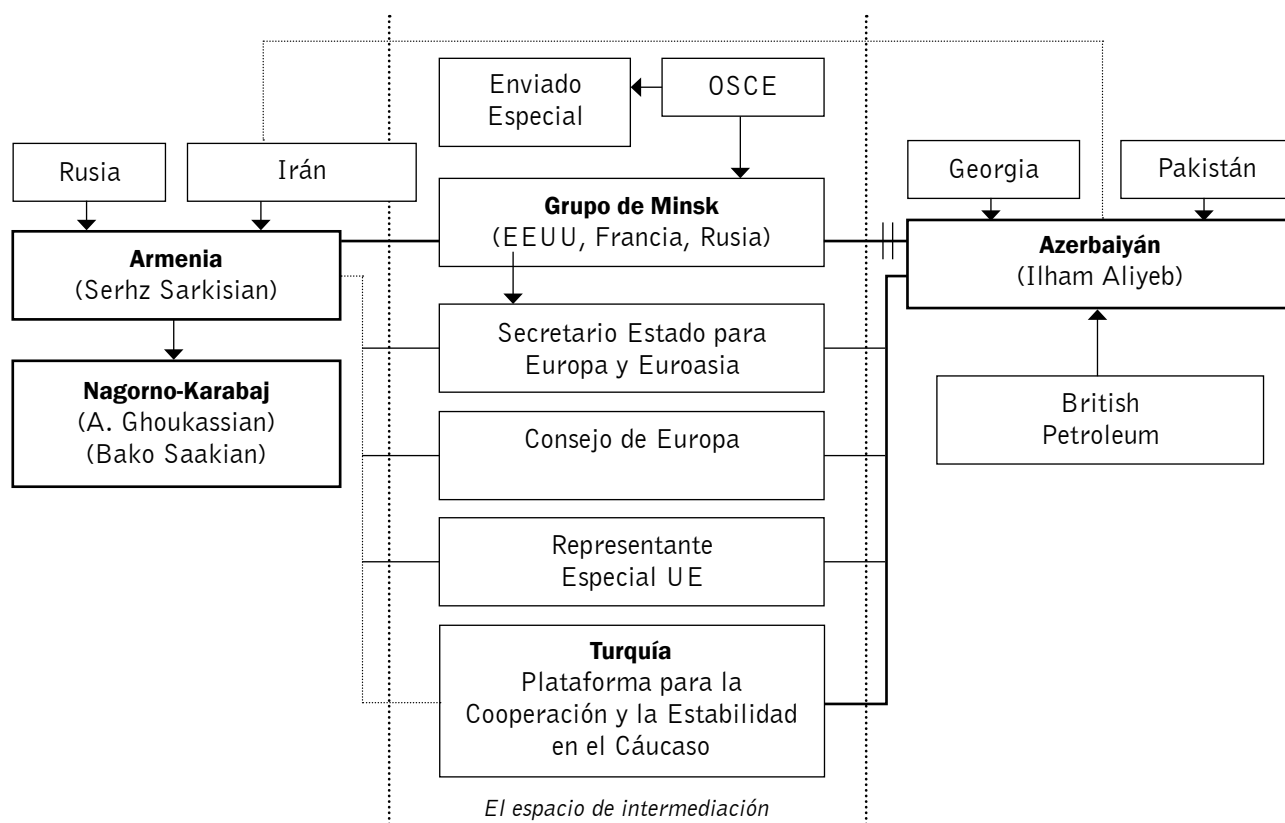 Enviado
Especial
OSCE
Rusia
Irán
Georgia
Pakistán
Grupo de Minsk
(EEUU, Francia, Rusia)
Armenia
(Serhz Sarkisian)
Azerbaiyán
(Ilham Aliyeb)
Secretario Estado para
Europa y Euroasia
Nagorno-Karabaj
(A. Ghoukassian)
(Bako Saakian)
British
Petroleum
Consejo de Europa
Representante
Especial UE
Turquía
Plataforma para la
Cooperación y la Estabilidad
en el Cáucaso
El espacio de intermediación